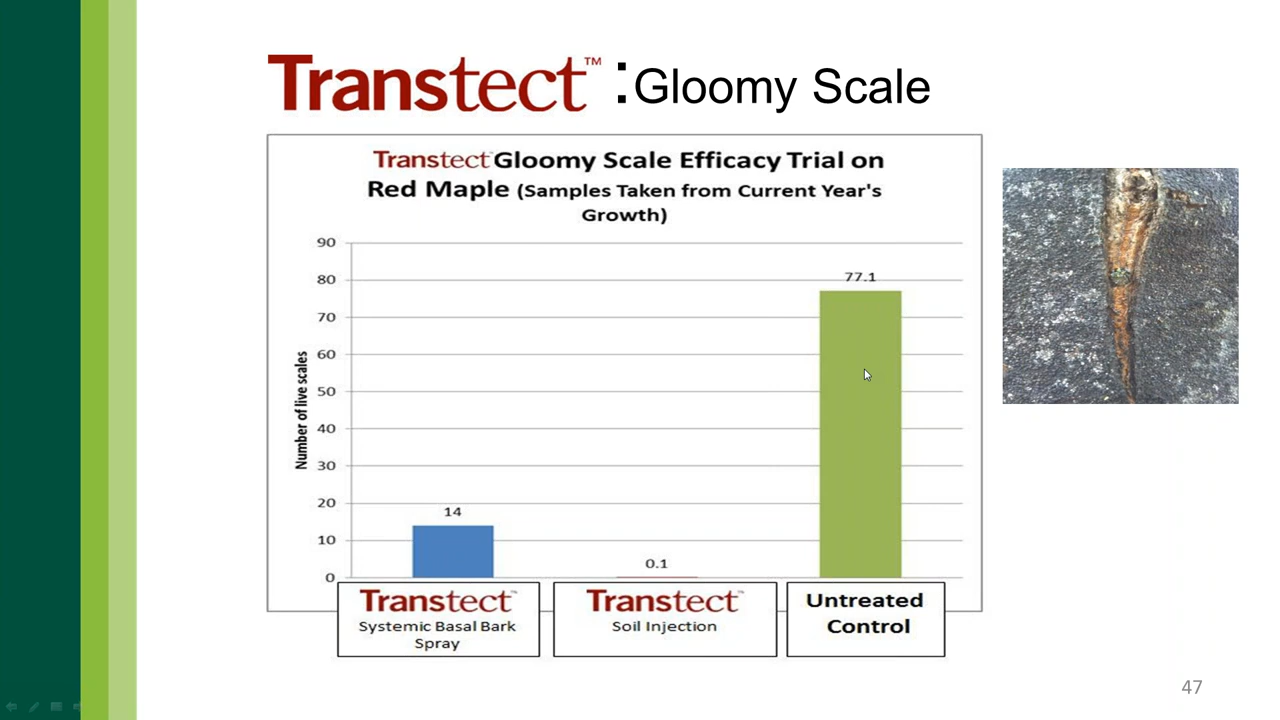 Transtect™ : Gloomy Scale
Transtect™ Gloomy Scale Efficacy Trial on
Red Maple (Samples Taken from Current Year's
Growth)
Number of live scales
90
80
70
60
50
40
30
20
10
0
14
0.1
77.1
Transtect™
Systemic Basal Bark
Spray
Transtect™
Soil Injection
Untreated
Control
47